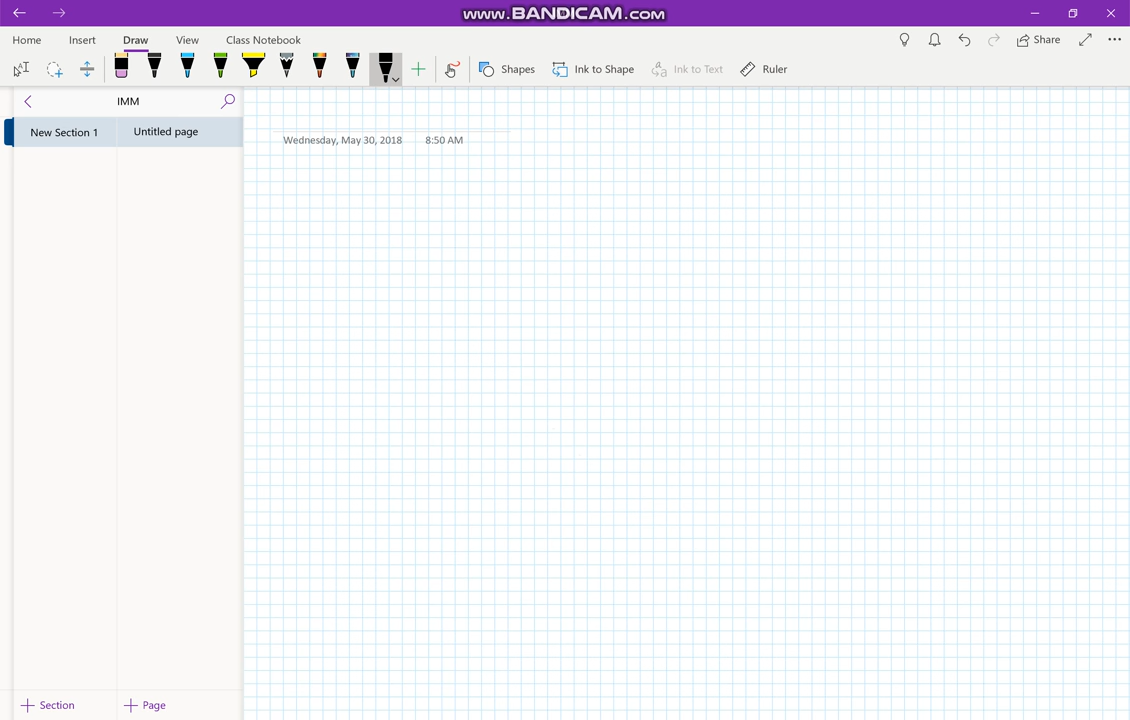 www.BANDICAM.com
Home Insert Draw View Class Notebook
Share
Shapes Ink to Shape Ink to Text Ruler
IMM
New Section 1 Untitled page
Wednesday, May 30, 2018 8:50 AM
Section Page